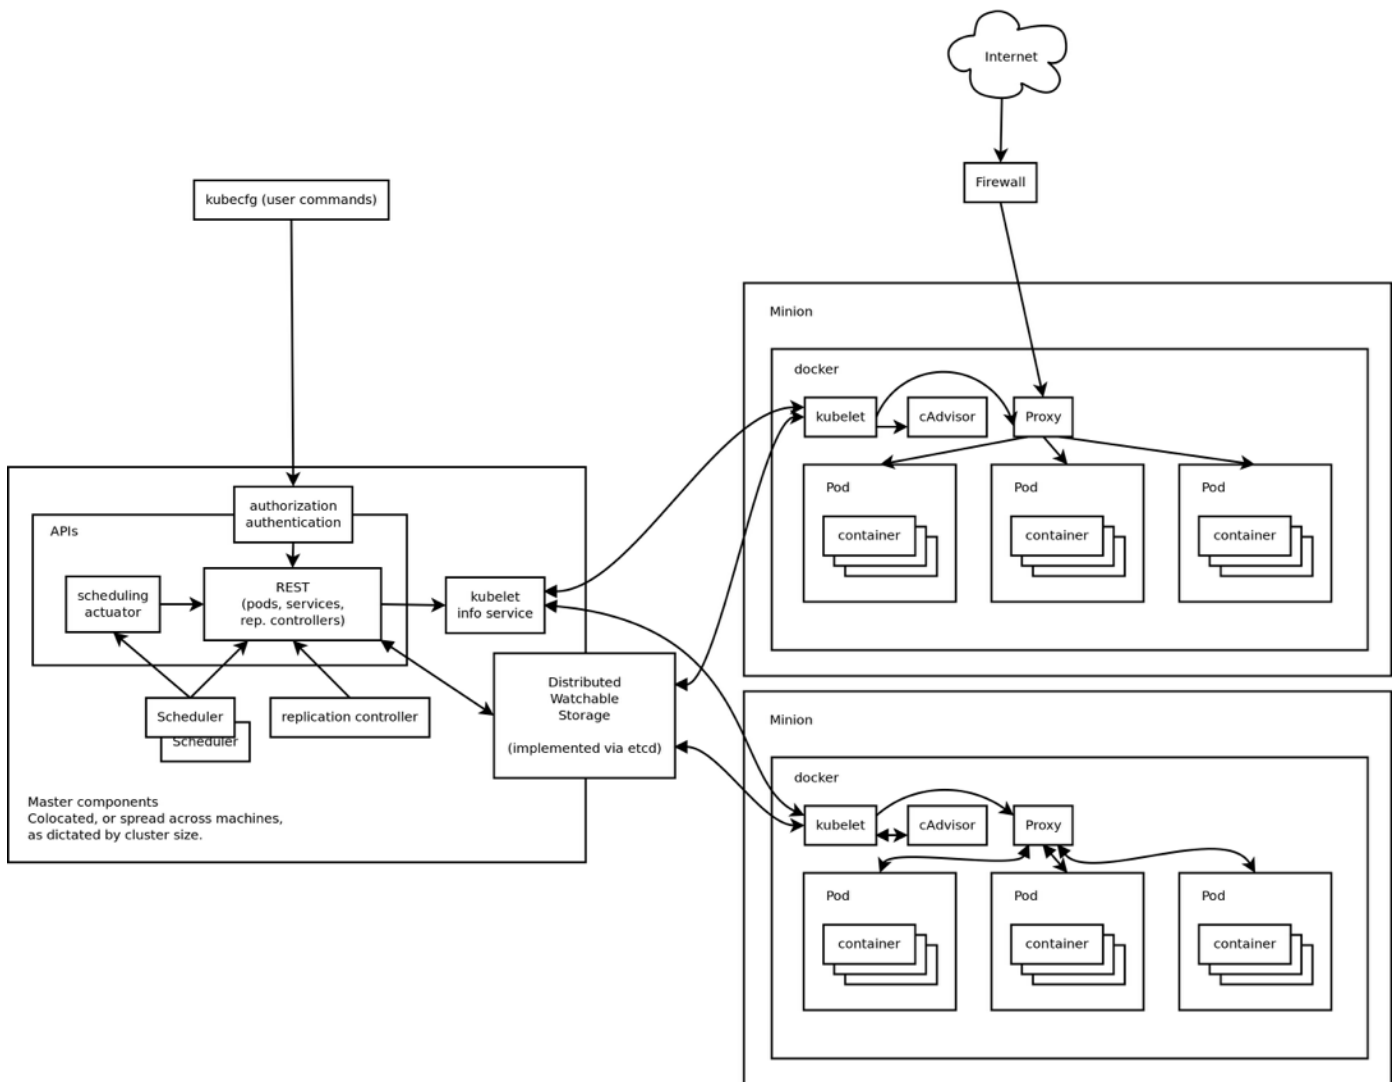 Internet
Firewall
kubecfg (user commands)
Minion
docker
kubelet
cAdvisor
Proxy
Pod
container
Pod
container
Pod
container
authorization
authentication
APIs
scheduling
actuator
REST
(pods, services,
rep. controllers)
kubelet
info service
Distributed
Watchable
Storage
(implemented via etcd)
Scheduler
Scheduler
replication controller
Master components
Colocated, or spread across machines,
as dictated by cluster size.
Minion
docker
kubelet
cAdvisor
Proxy
Pod
container
Pod
container
Pod
container